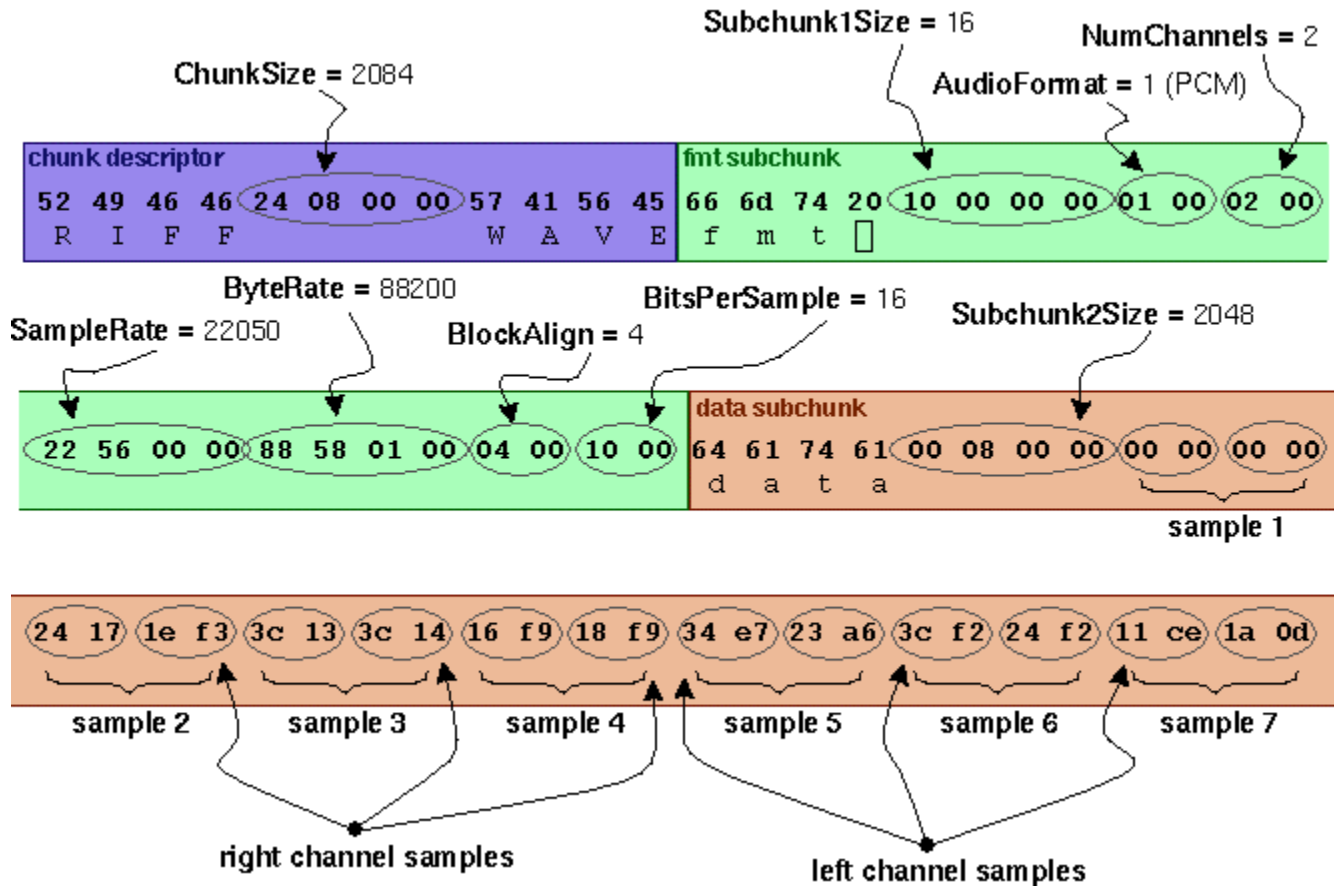 Subchunk1Size = 16
NumChannels = 2
ChunkSize = 2084
AudioFormat = 1 (PCM)
chunk descriptor fmt subchunk
52 49 46 46 24 08 00 00 57 41 56 45 66 6d 74 20 10 00 00 00 01 00 02 00
R I F F W A V E f m t
ByteRate = 88200
BitsPerSample = 16
Subchunk2Size = 2048
SampleRate = 22050
BlockAlign = 4
data subchunk
22 56 00 00 88 58 01 00 04 00 10 00 64 61 74 61 00 08 00 00 00 00 00 00
d a t a
sample 1
24 17 1e f3 3c 13 3c 14 16 f9 18 f9 34 e7 23 a6 3c f2 24 f2 11 ce 1a 0d
sample 2 sample 3 sample 4 sample 5 sample 6 sample 7
right channel samples
left channel samples